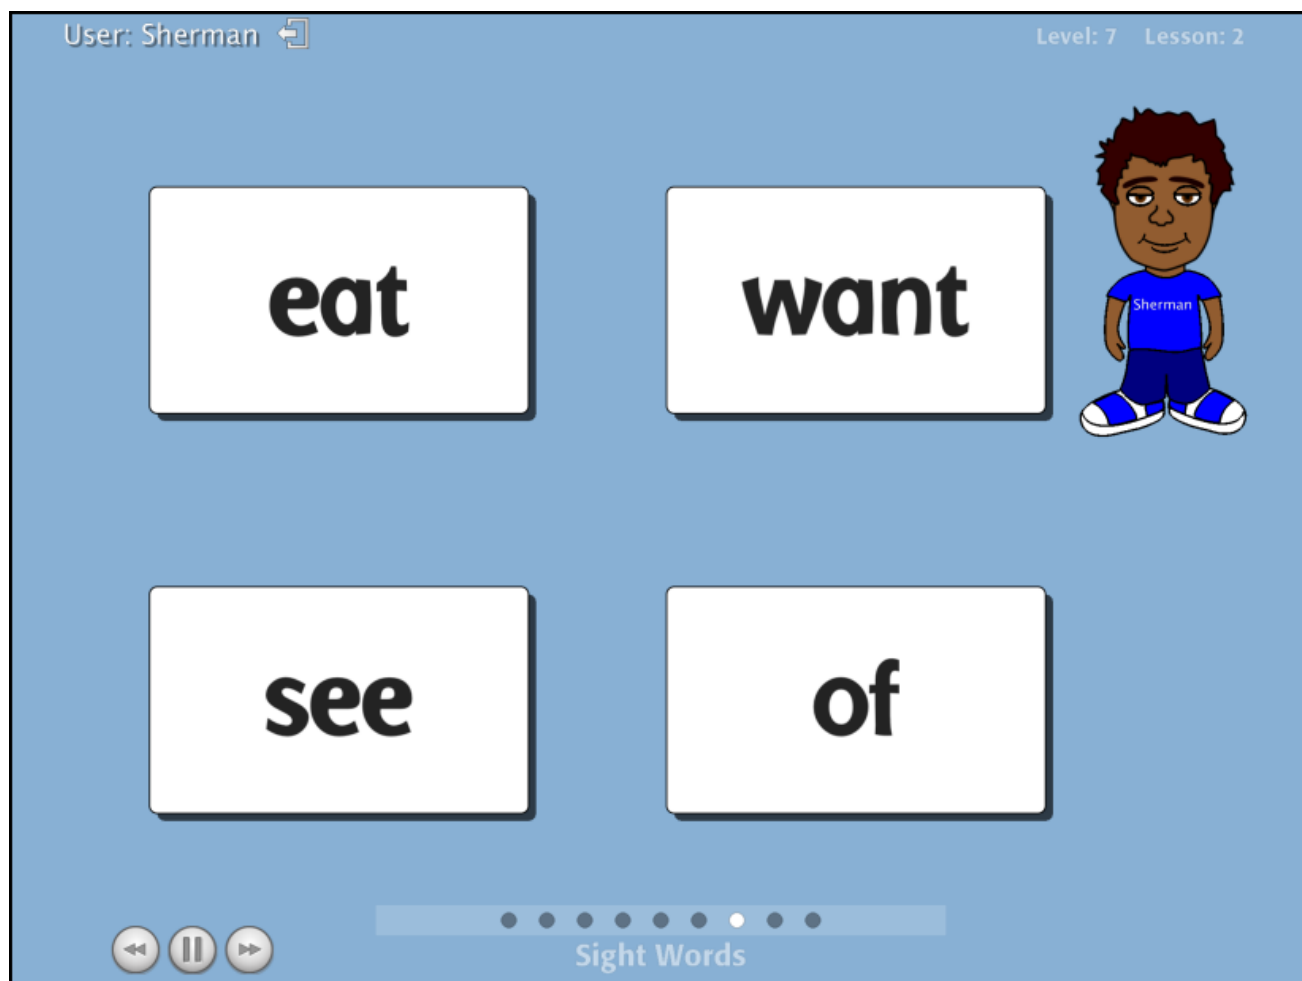 User: Sherman
Level: 7 Lesson: 2
eat
want
Sherman
see
of
Sight Words